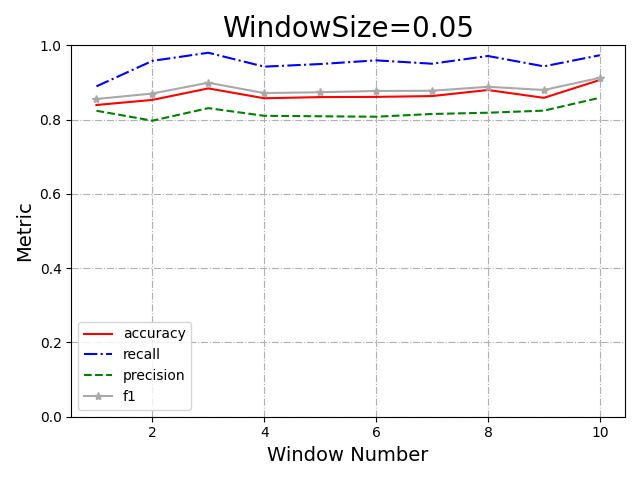 WindowSize=0.05
1.0
0.8
0.6
0.4
0.2
0.0
Metric
accuracy
recall
precision
f1
2
4
6
8
10
Window Number